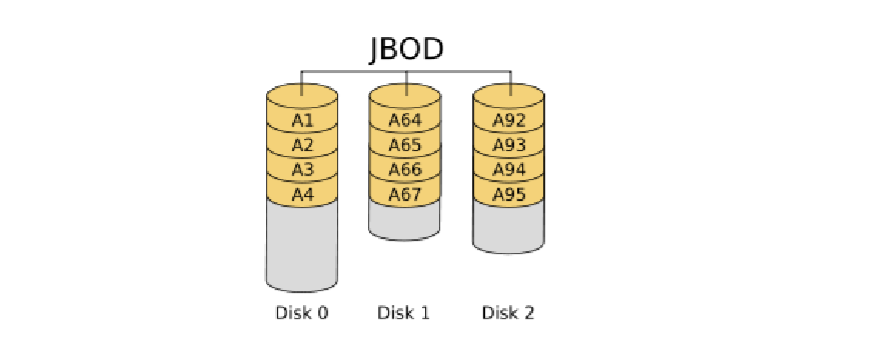 JBOD
A1 A64 A92
A2 A65 A93
A3 A66 A94
A4 A67 A95
Disk 0 Disk 1 Disk 2